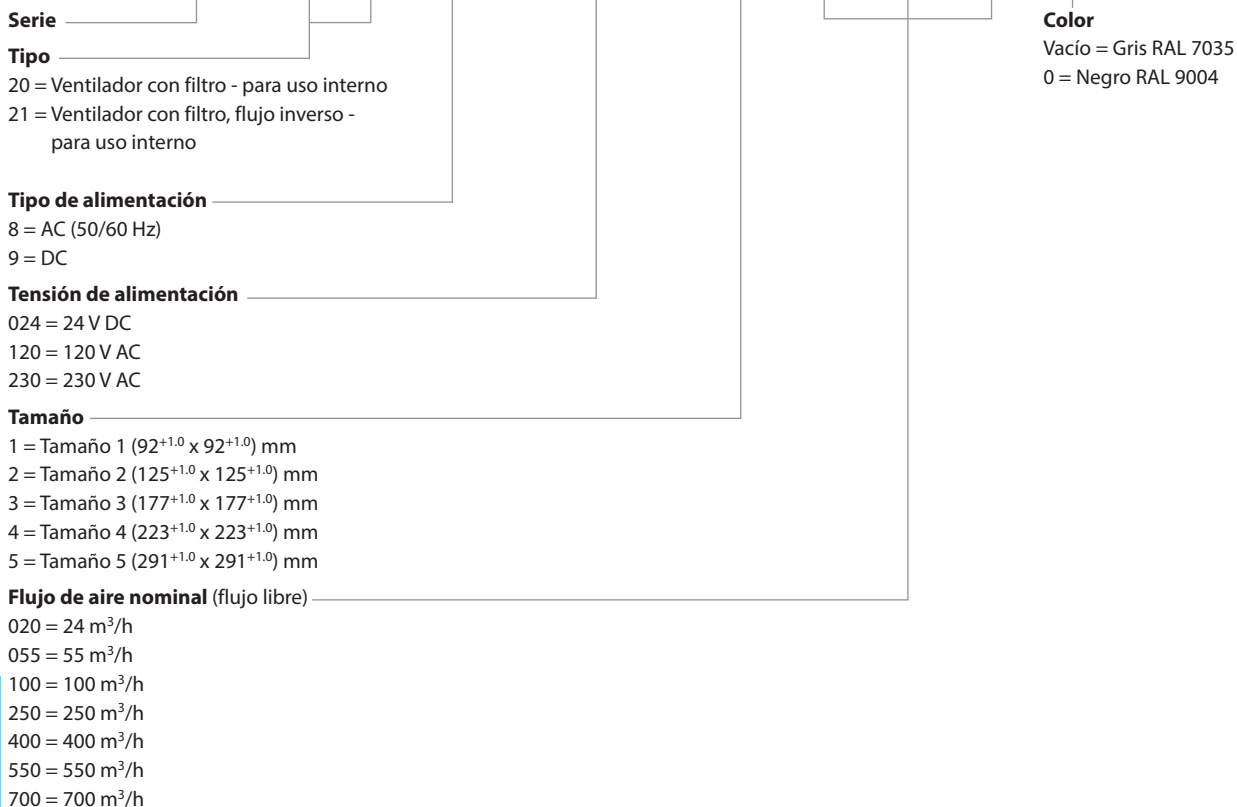 Serie
Tipo
20 = Ventilador con filtro - para uso interno
21 = Ventilador con filtro, flujo inverso -
para uso interno
Tipo de alimentación
8 = AC (50/60 Hz)
9 = DC
Tensión de alimentación
024 = 24 V DC
120 = 120 V AC
230 = 230 V AC
Tamaño
1 = Tamaño 1 (92+1.0 x 92+1.0) mm
2 = Tamaño 2 (125+1.0 x 125+1.0) mm
3 = Tamaño 3 (177+1.0 x 177+1.0) mm
4 = Tamaño 4 (223+1.0 x 223+1.0) mm
5 = Tamaño 5 (291+1.0 x 291+1.0) mm
Flujo de aire nominal (flujo libre)
020 = 24 m³/h
055 = 55 m³/h
100 = 100 m³/h
250 = 250 m³/h
400 = 400 m³/h
550 = 550 m³/h
700 = 700 m³/h
Color
Vacío = Gris RAL 7035
0 = Negro RAL 9004